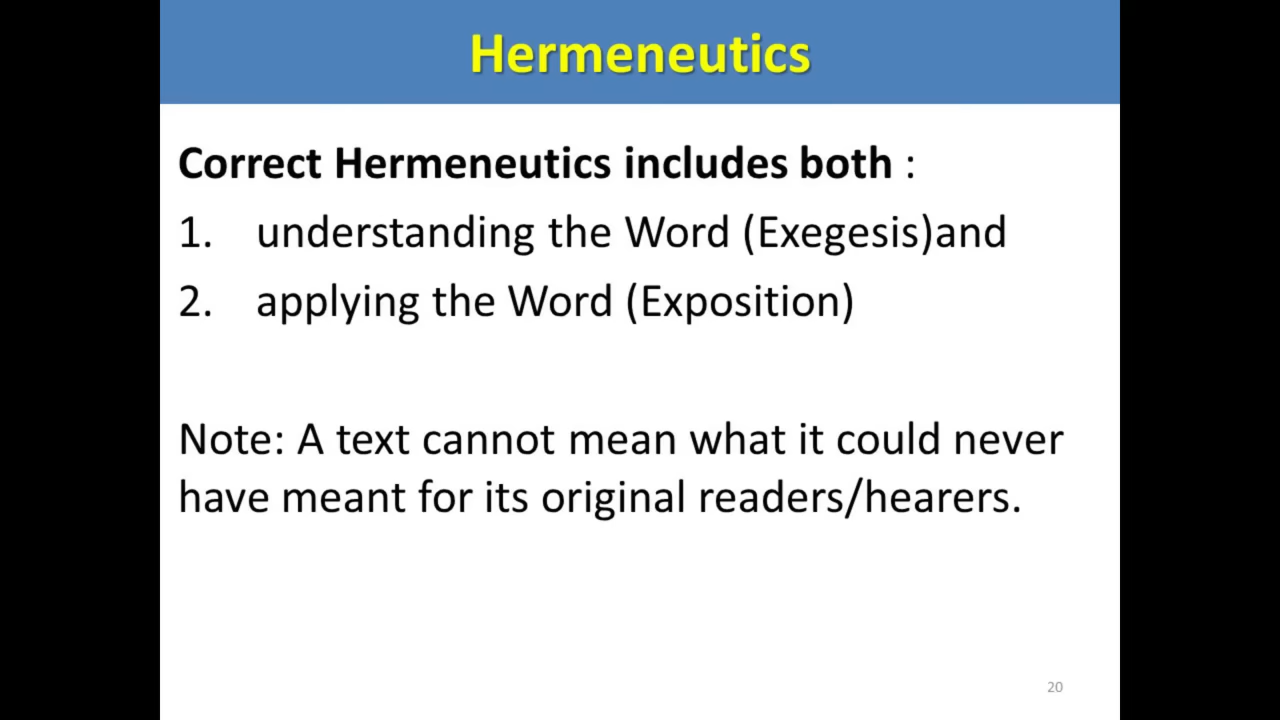 Hermeneutics
Correct Hermeneutics includes both :
1. understanding the Word (Exegesis)and
2. applying the Word (Exposition)
Note: A text cannot mean what it could never
have meant for its original readers/hearers.
20